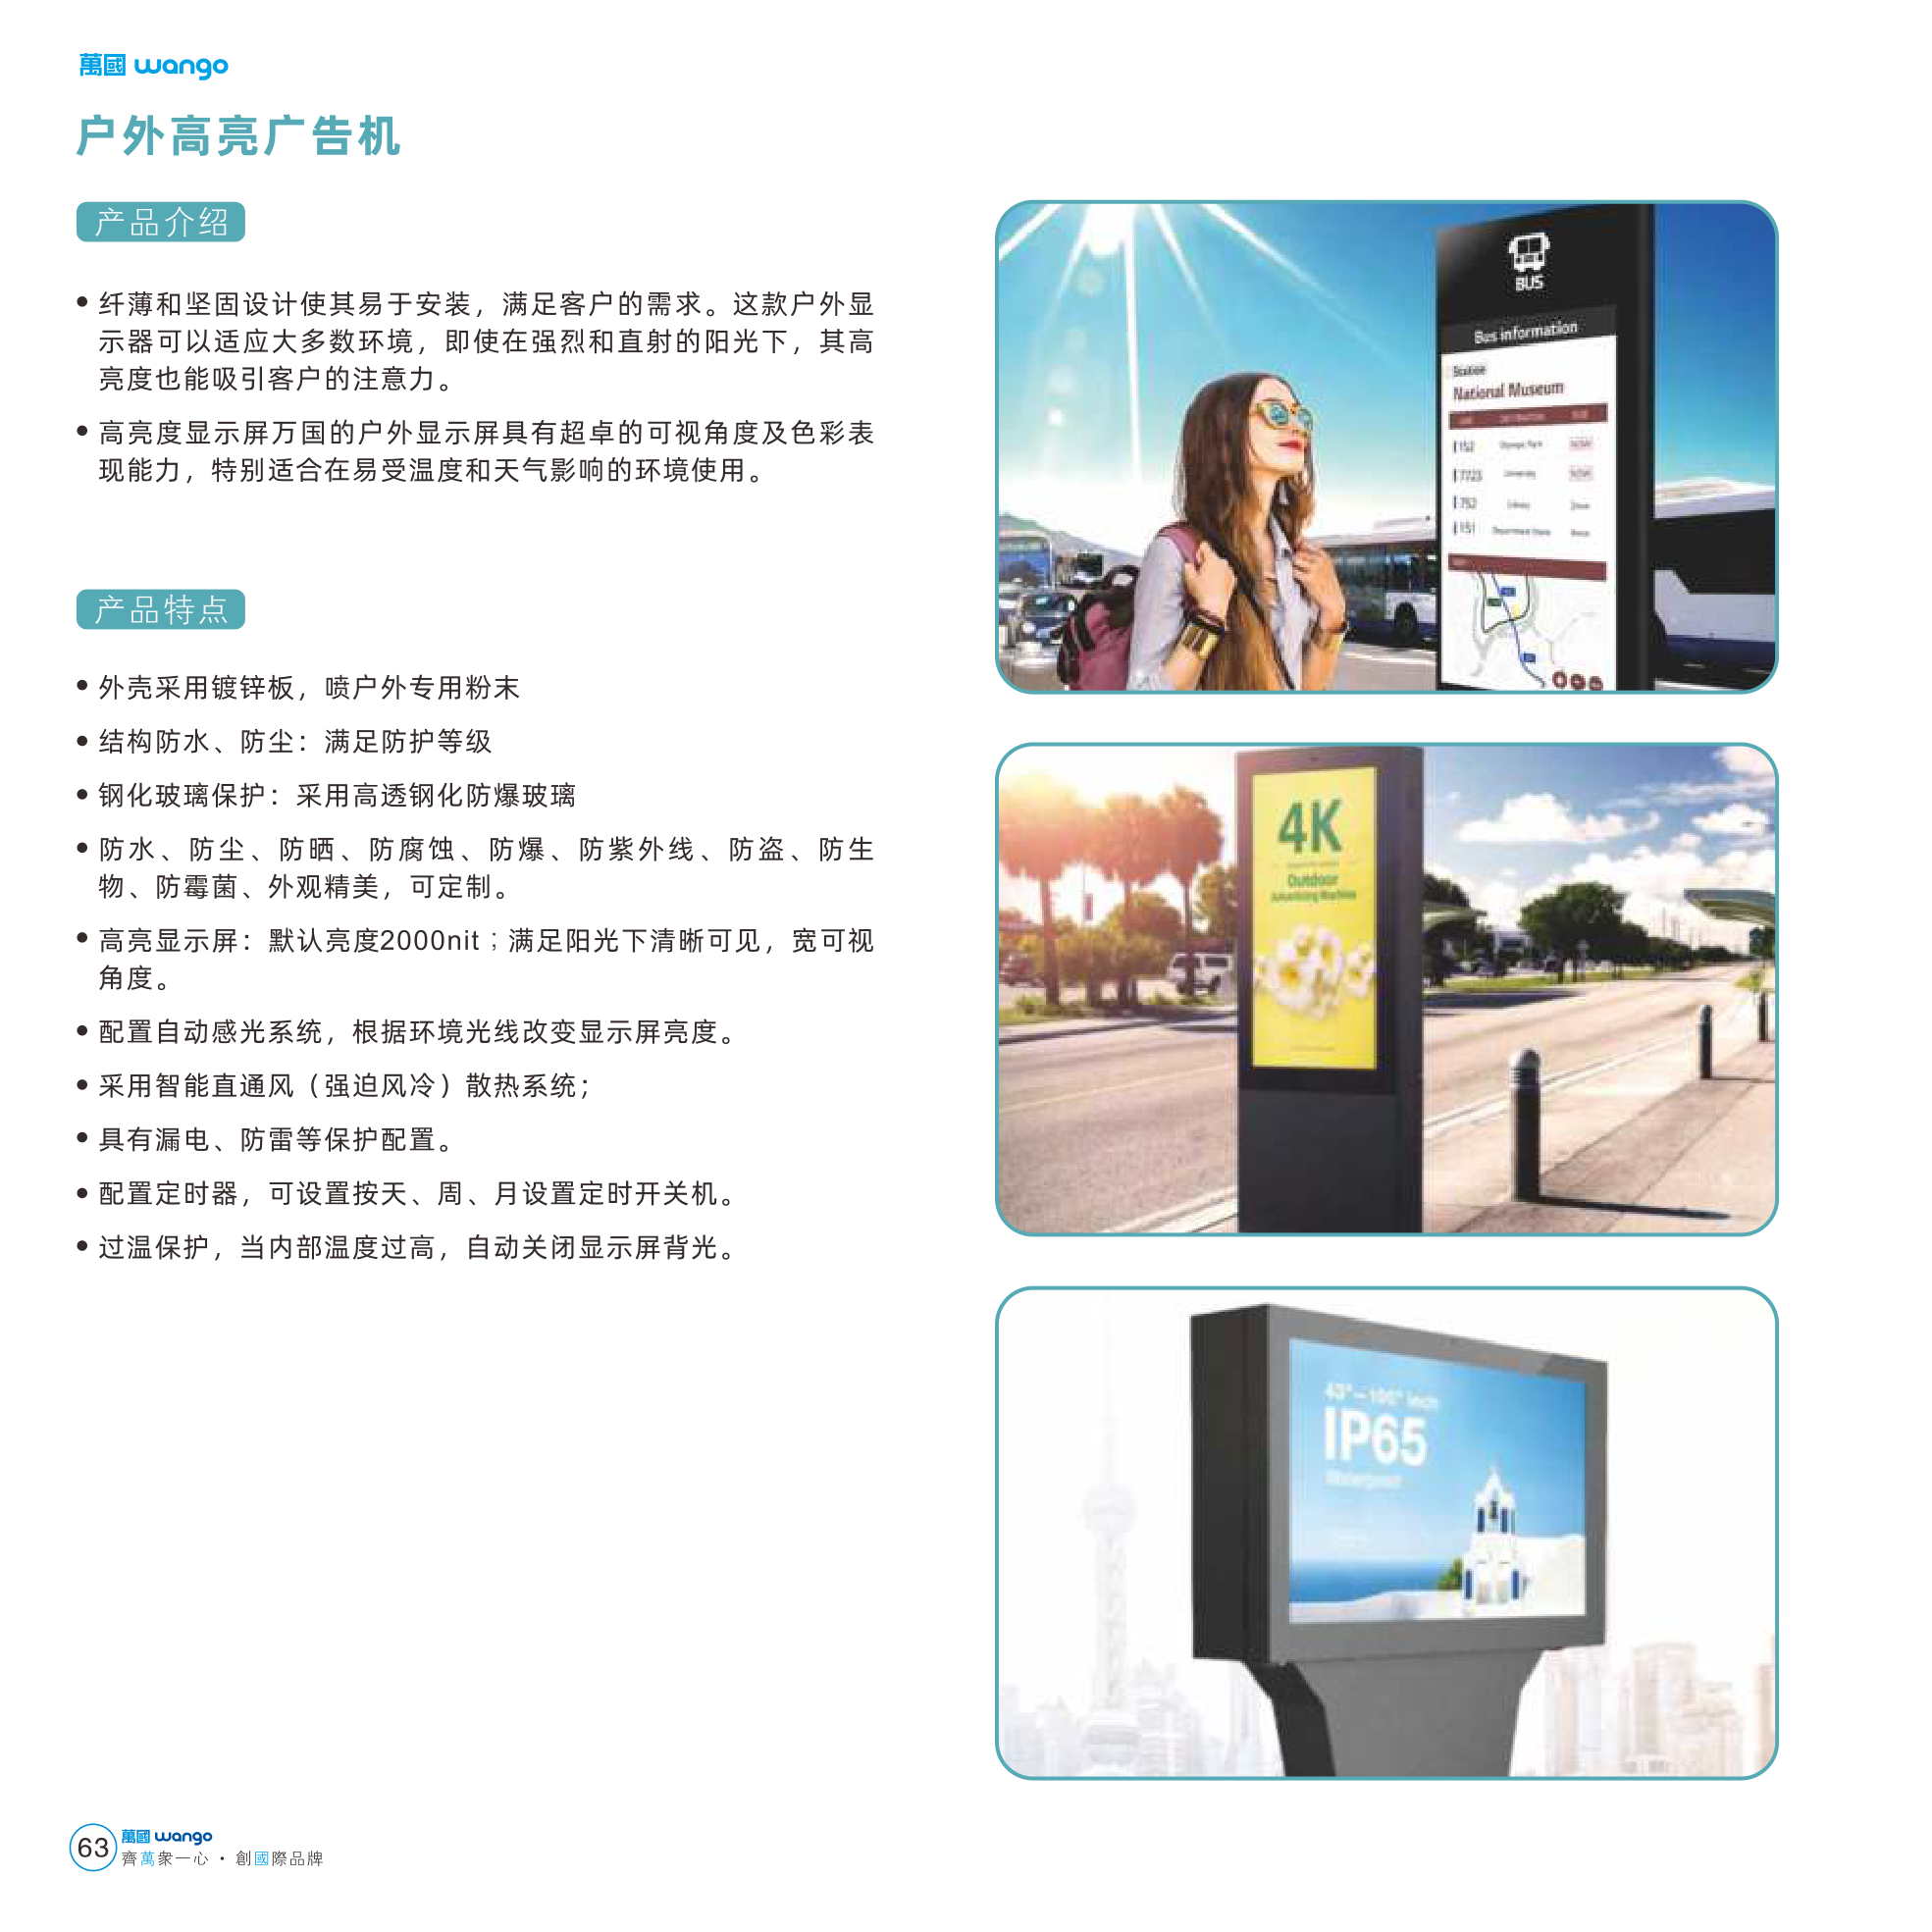 萬國 wango
户外高亮广告机
产品介绍
• 纤薄和坚固设计使其易于安装，满足客户的需求。这款户外显
示器可以适应大多数环境，即使在强烈和直射的阳光下，其高
亮度也能吸引客户的注意力。
• 高亮度显示屏万国的户外显示屏具有超卓的可视角度及色彩表
现能力，特别适合在易受温度和天气影响的环境使用。
产品特点
• 外壳采用镀锌板，喷户外专用粉末
• 结构防水、防尘：满足防护等级
• 钢化玻璃保护：采用高透钢化防爆玻璃
• 防水、防尘、防晒、防腐蚀、防爆、防紫外线、防盗、防生
物、防霉菌、外观精美，可定制。
• 高亮显示屏：默认亮度2000nit；满足阳光下清晰可见，宽可视
角度。
• 配置自动感光系统，根据环境光线改变显示屏亮度。
• 采用智能直通风（强迫风冷）散热系统；
• 具有漏电、防雷等保护配置。
• 配置定时器，可设置按天、周、月设置定时开关机。
• 过温保护，当内部温度过高，自动关闭显示屏背光。
BUS
Bus information
Station
National Museum
152
7723 University
752 Library
151 Department Store
4K
Outdoor
Advertising Machine
43"—100" inch
IP65
Waterproof
63
萬國 wango
齊萬衆一心 · 創國際品牌